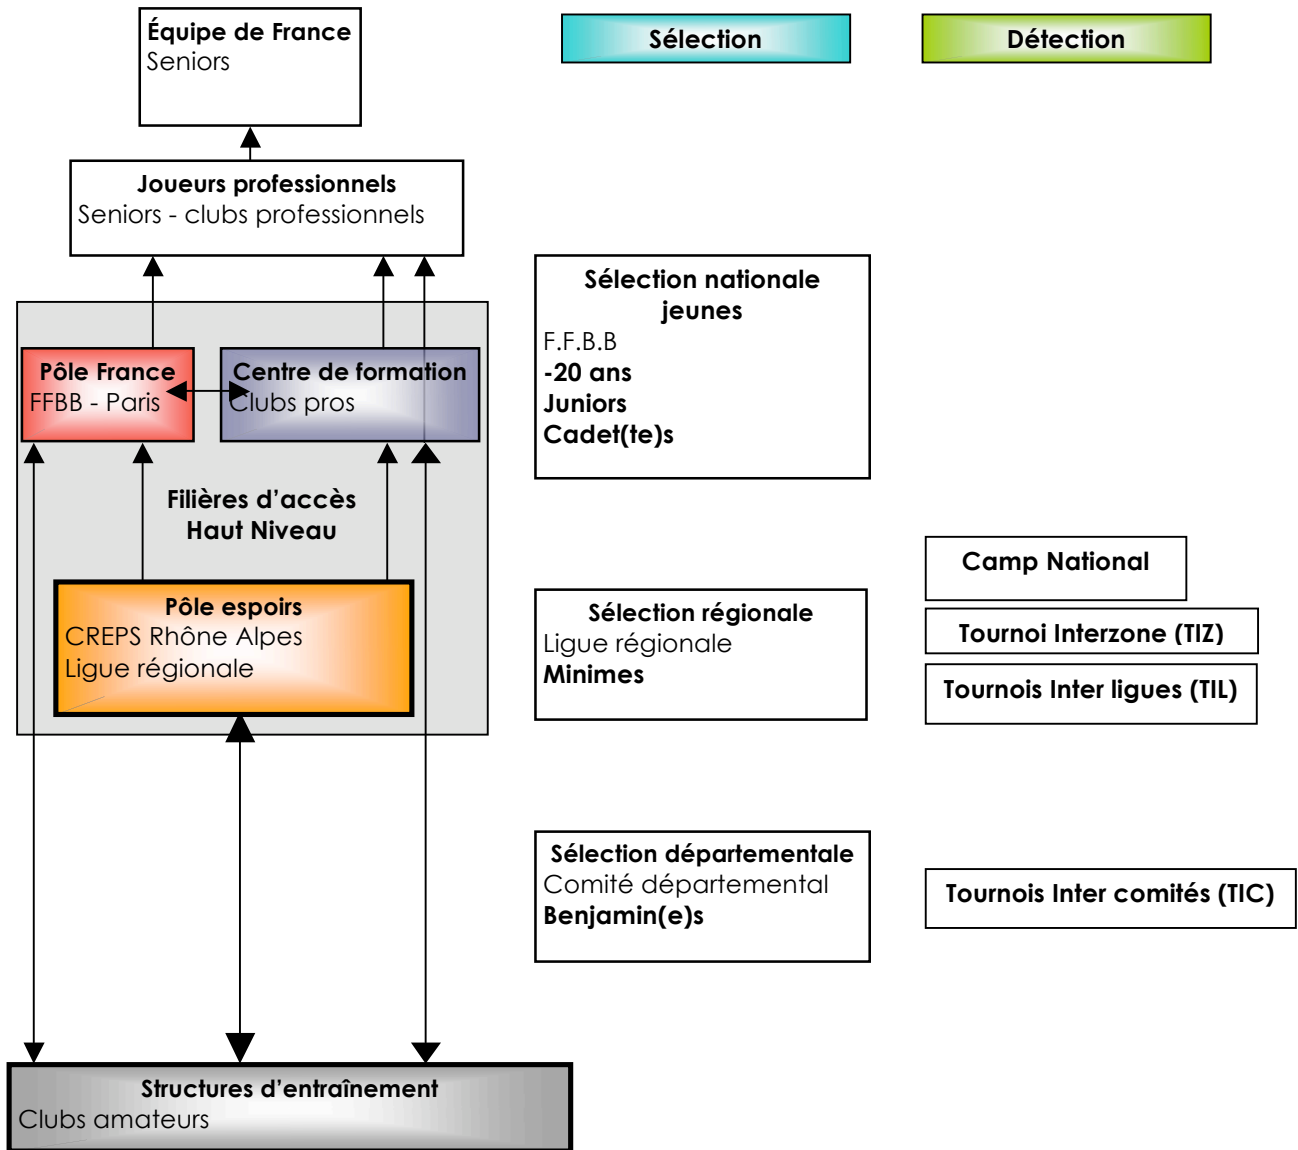 Équipe de France
Seniors
Sélection
Détection
Joueurs professionnels
Seniors - clubs professionnels
Sélection nationale
jeunes
F.F.B.B
-20 ans
Juniors
Cadet(te)s
Pôle France
FFBB - Paris
Centre de formation
Clubs pros
Filières d'accès
Haut Niveau
Pôle espoirs
CREPS Rhône Alpes
Ligue régionale
Sélection régionale
Ligue régionale
Minimes
Camp National
Tournoi Interzone (TIZ)
Tournois Inter ligues (TIL)
Sélection départementale
Comité départemental
Benjamin(e)s
Tournois Inter comités (TIC)
Structures d'entraînement
Clubs amateurs